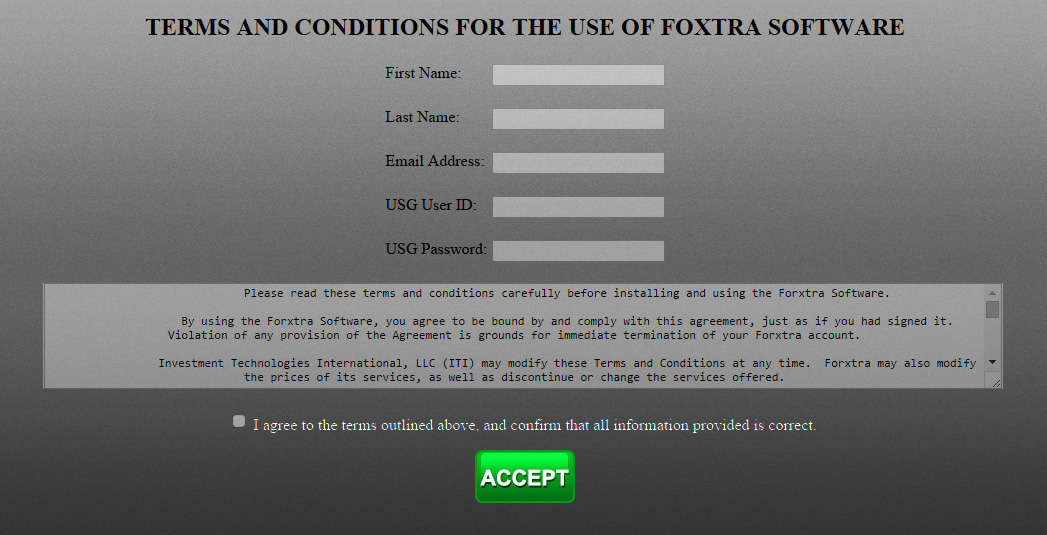 TERMS AND CONDITIONS FOR THE USE OF FOXTRA SOFTWARE
First Name:
Last Name:
Email Address:
USG User ID:
USG Password:
Please read these terms and conditions carefully before installing and using the Forxtra Software.
By using the Forxtra Software, you agree to be bound by and comply with this agreement, just as if you had signed it.
Violation of any provision of the Agreement is grounds for immediate termination of your Forxtra account.
Investment Technologies International, LLC (ITI) may modify these Terms and Conditions at any time.  Forxtra may also modify
the prices of its services, as well as discontinue or change the services offered.
I agree to the terms outlined above, and confirm that all information provided is correct.
ACCEPT